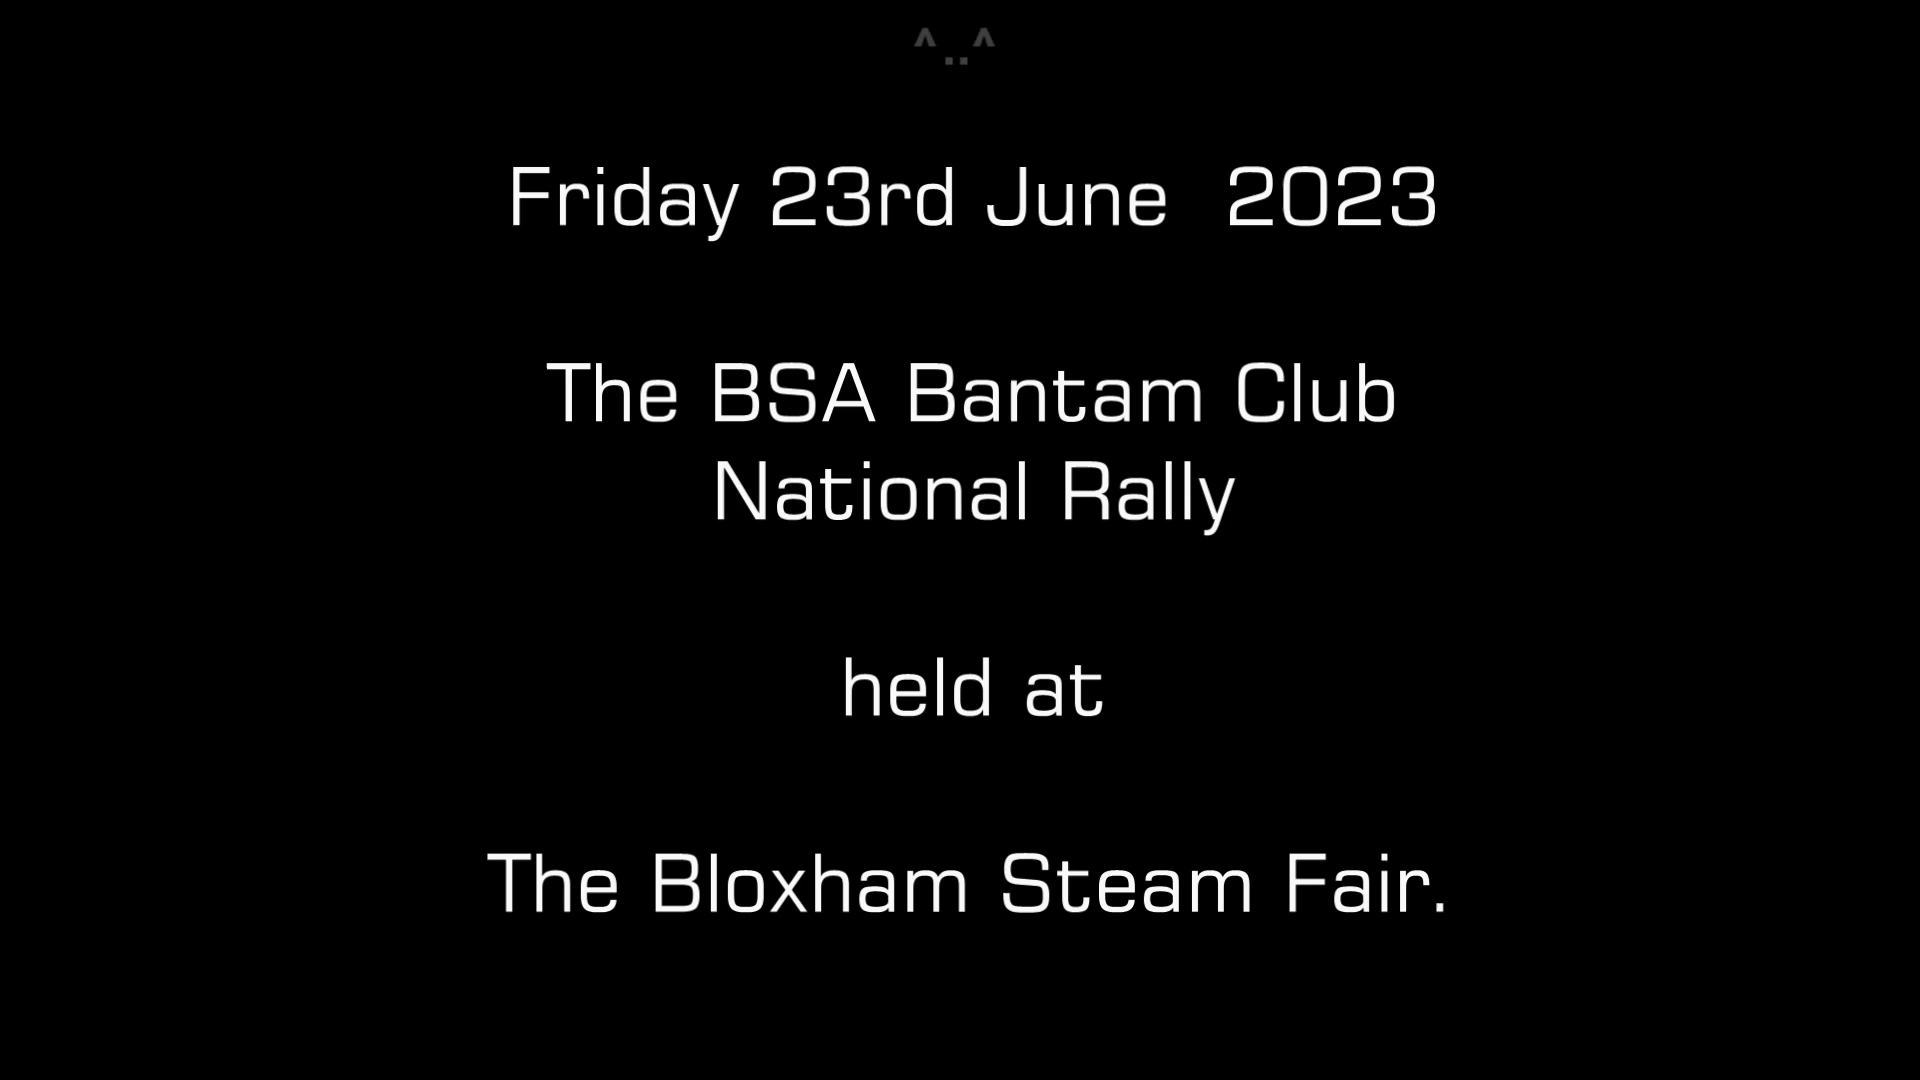 ^..^
Friday 23rd June  2023
The BSA Bantam Club
National Rally
held at
The Bloxham Steam Fair.